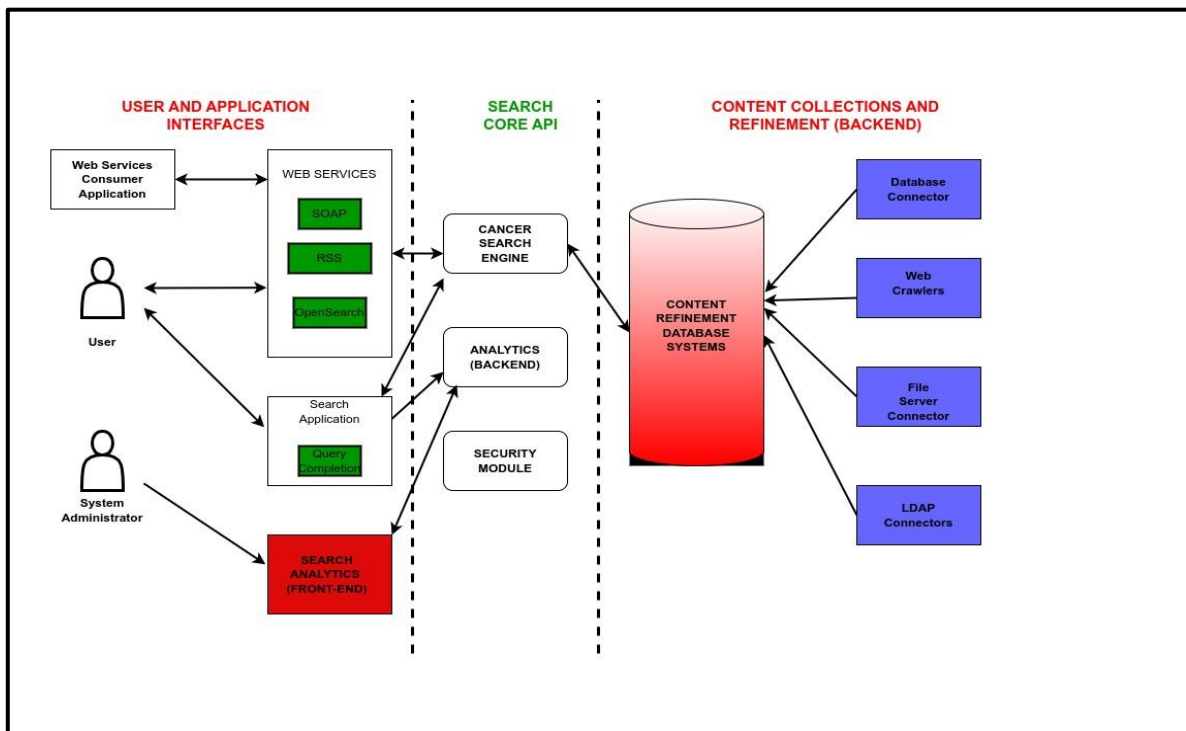 USER AND APPLICATION
INTERFACES
SEARCH
CORE API
CONTENT COLLECTIONS AND
REFINEMENT (BACKEND)
Web Services
Consumer
Application
WEB SERVICES
SOAP
RSS
OpenSearch
User
Search
Application
Query
Completion
System
Administrator
SEARCH
ANALYTICS
(FRONT-END)
CANCER
SEARCH
ENGINE
ANALYTICS
(BACKEND)
SECURITY
MODULE
CONTENT
REFINEMENT
DATABASE
SYSTEMS
Database
Connector
Web
Crawlers
File
Server
Connector
LDAP
Connectors